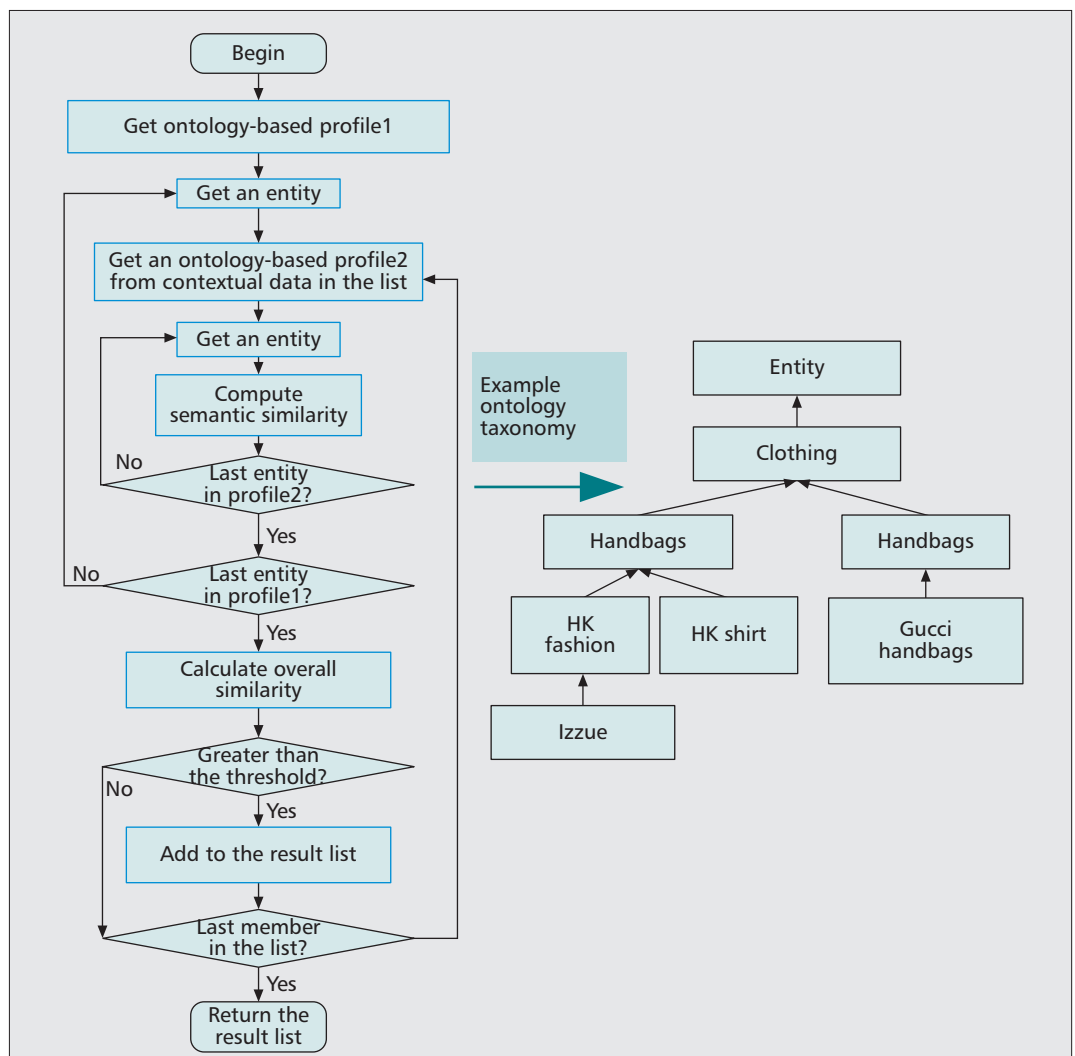 Begin
Get ontology-based profile1
Get an entity
Get an ontology-based profile2
from contextual data in the list
Get an entity
Compute
semantic similarity
No
Last entity
in profile2?
Yes
No
Last entity
in profile1?
Yes
Calculate overall
similarity
Greater than
the threshold?
No
Yes
Add to the result list
Last member
in the list?
Yes
Return the
result list
Example
ontology
taxonomy
Entity
Clothing
Handbags
Handbags
HK
fashion
HK shirt
Gucci
handbags
Izzue